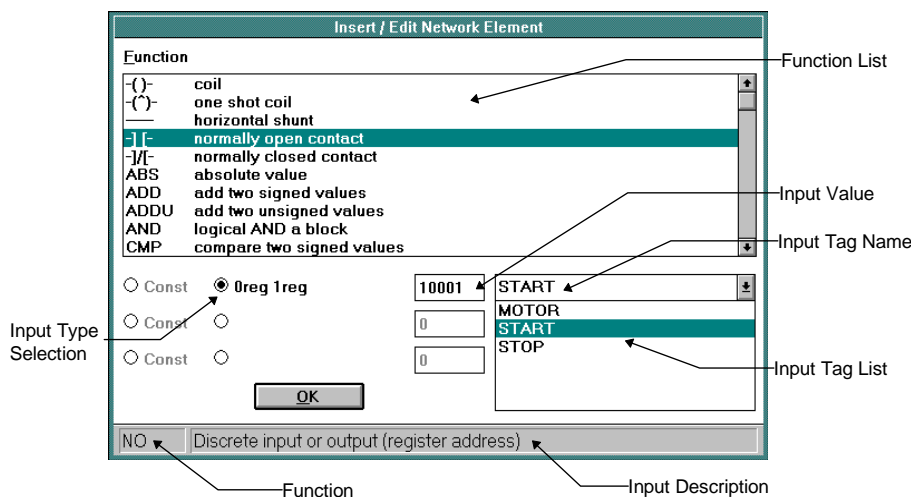 Insert / Edit Network Element
Function
Function List
-( )- coil
-(^)- one shot coil
horizontal shunt
-] [- normally open contact
-]/[- normally closed contact
ABS absolute value
ADD add two signed values
ADDU add two unsigned values
AND logical AND a block
CMP compare two signed values
Input Value
Input Tag Name
Const 0reg 1reg 10001 START
MOTOR
Const 0 START
STOP
Const 0
Input Type
Selection
Input Tag List
OK
NO Discrete input or output (register address)
Function
Input Description